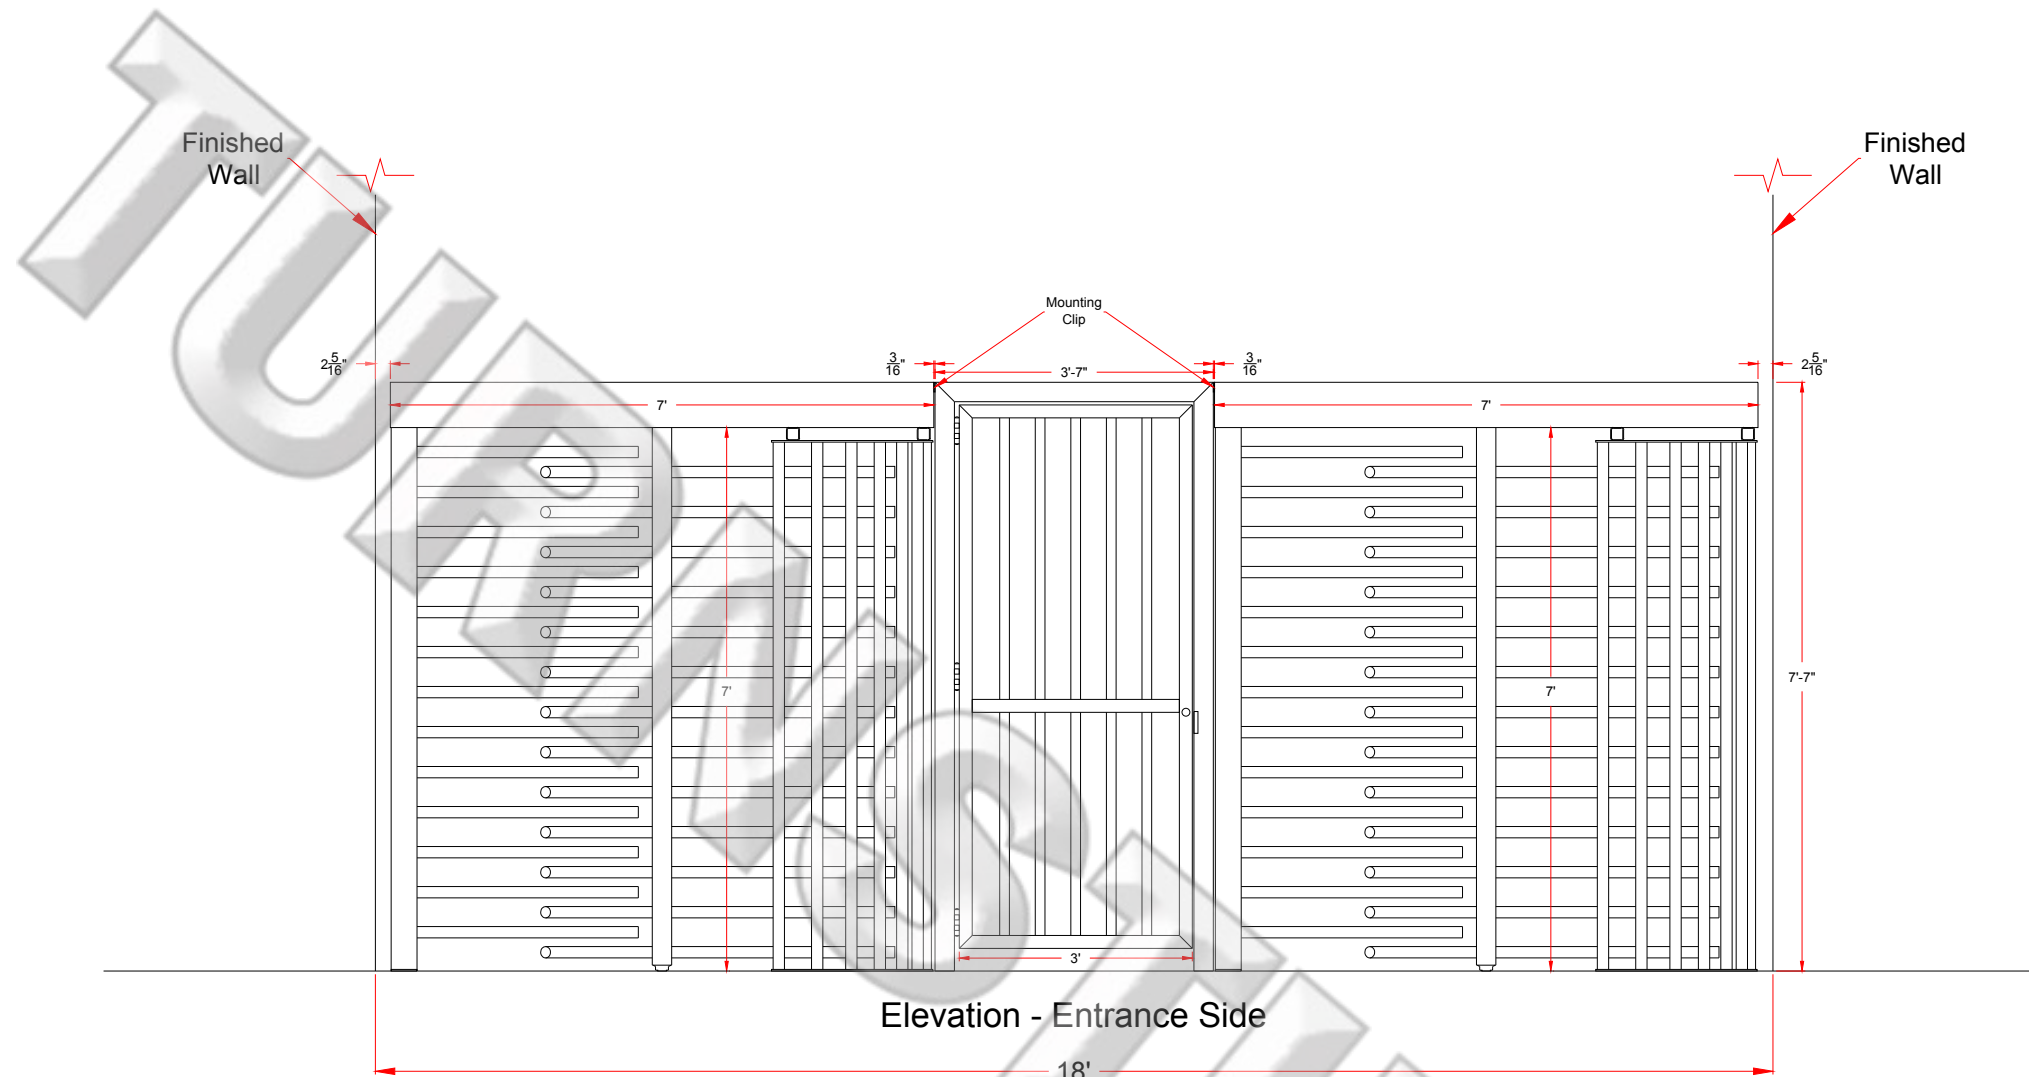 Finished
Wall
Finished
Wall
Mounting
Clip
2 5/16"
3/16"
3'-7"
3/16"
2 5/16"
7'
7'
7'
7'
7'-7"
3'
Elevation - Entrance Side
18'
TURNST